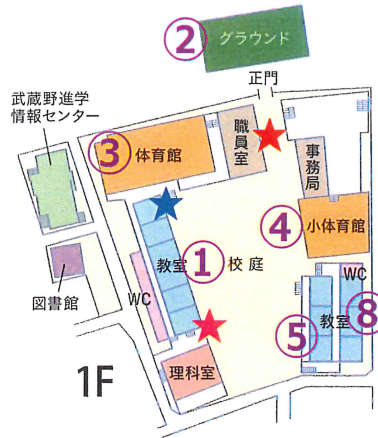 ② グラウンド
正門
武蔵野進学
情報センター
③ 体育館
職員室
事務局
④ 小体育館
教室 ① 校庭
WC
図書館
WC
⑤ 教室 ⑧
理科室
1F